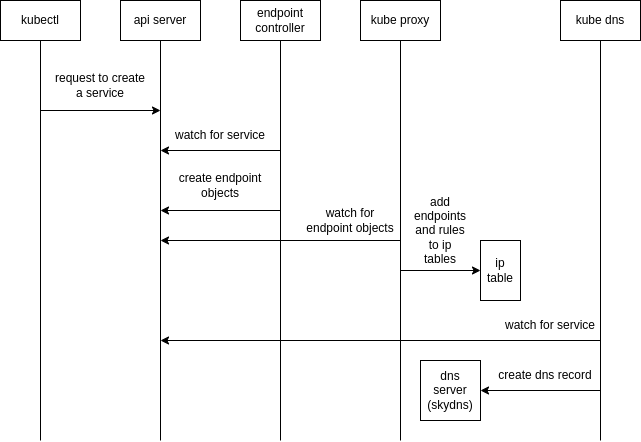 kubectl
api server
endpoint
controller
kube proxy
kube dns
request to create
a service
watch for service
create endpoint
objects
watch for
endpoint objects
add
endpoints
and rules
to ip
tables
ip
table
watch for service
dns
server
(skydns)
create dns record